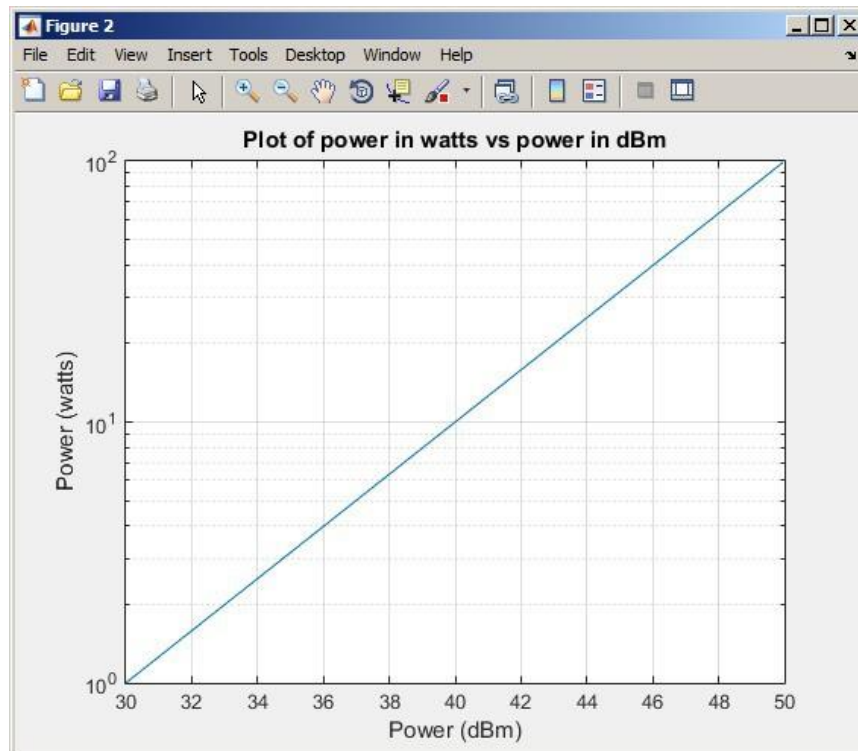 Figure 2
File Edit View Insert Tools Desktop Window Help
Plot of power in watts vs power in dBm
10^2
10^1
10^0
Power (watts)
30 32 34 36 38 40 42 44 46 48 50
Power (dBm)